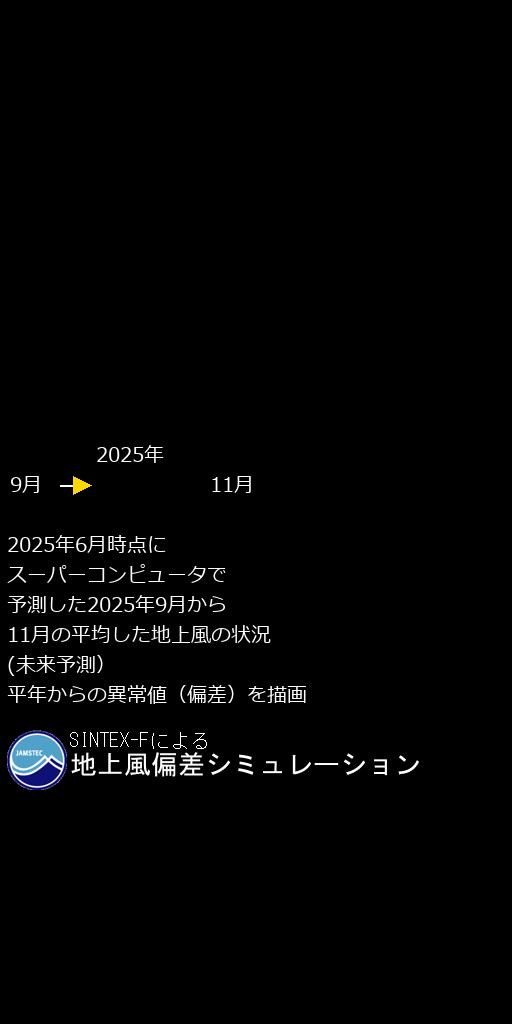 2025年
9月 11月
2025年6月時点に
スーパーコンピュータで
予測した2025年9月から
11月の平均した地上風の状況
(未来予測）
平年からの異常値（偏差）を描画
SINTEX-Fによる
JAMSTEC
地上風偏差シミュレーション